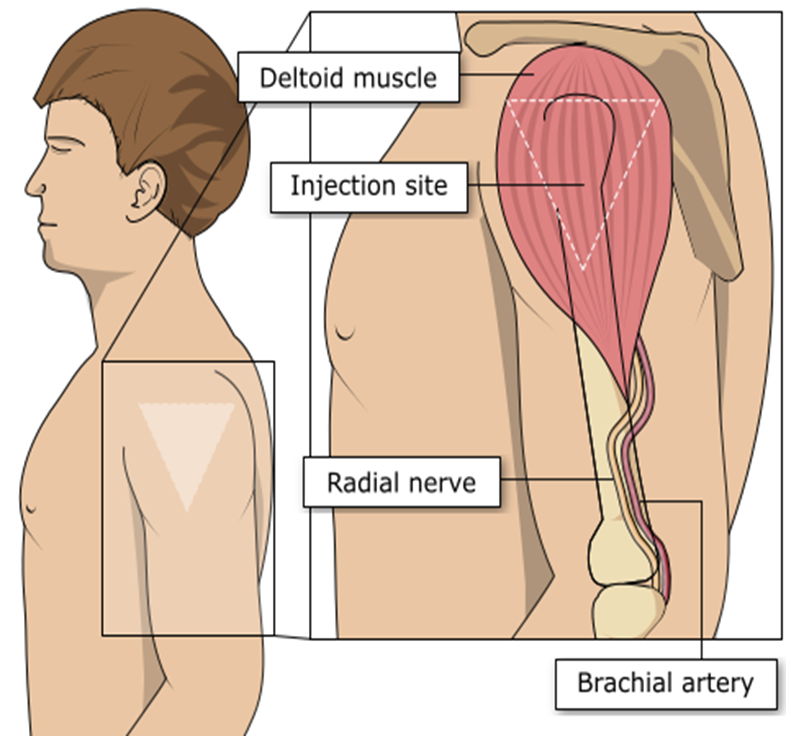 Deltoid muscle
Injection site
Radial nerve
Brachial artery